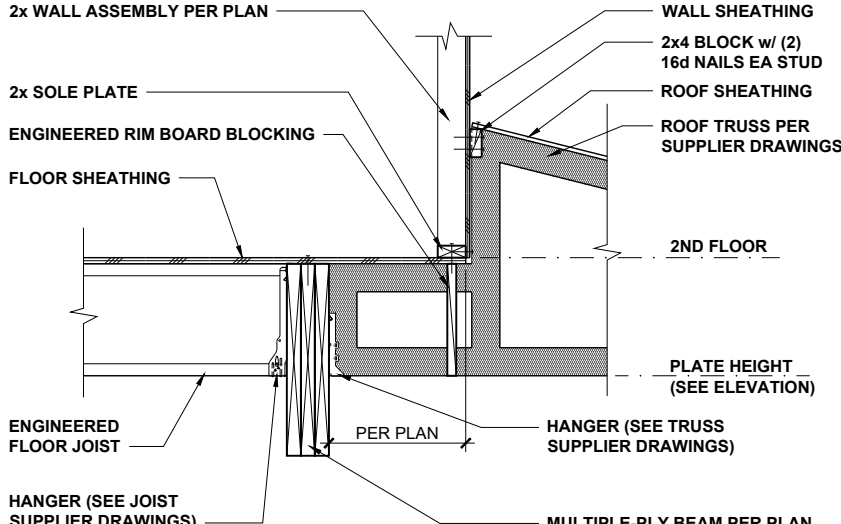 2x WALL ASSEMBLY PER PLAN
2x SOLE PLATE
ENGINEERED RIM BOARD BLOCKING
FLOOR SHEATHING
WALL SHEATHING
2x4 BLOCK w/ (2)
16d NAILS EA STUD
ROOF SHEATHING
ROOF TRUSS PER
SUPPLIER DRAWINGS
2ND FLOOR
PLATE HEIGHT
(SEE ELEVATION)
ENGINEERED
FLOOR JOIST
PER PLAN
HANGER (SEE TRUSS
SUPPLIER DRAWINGS)
HANGER (SEE JOIST
SUPPLIER DRAWINGS)
MULTIPLE-PLY BEAM PER PLAN